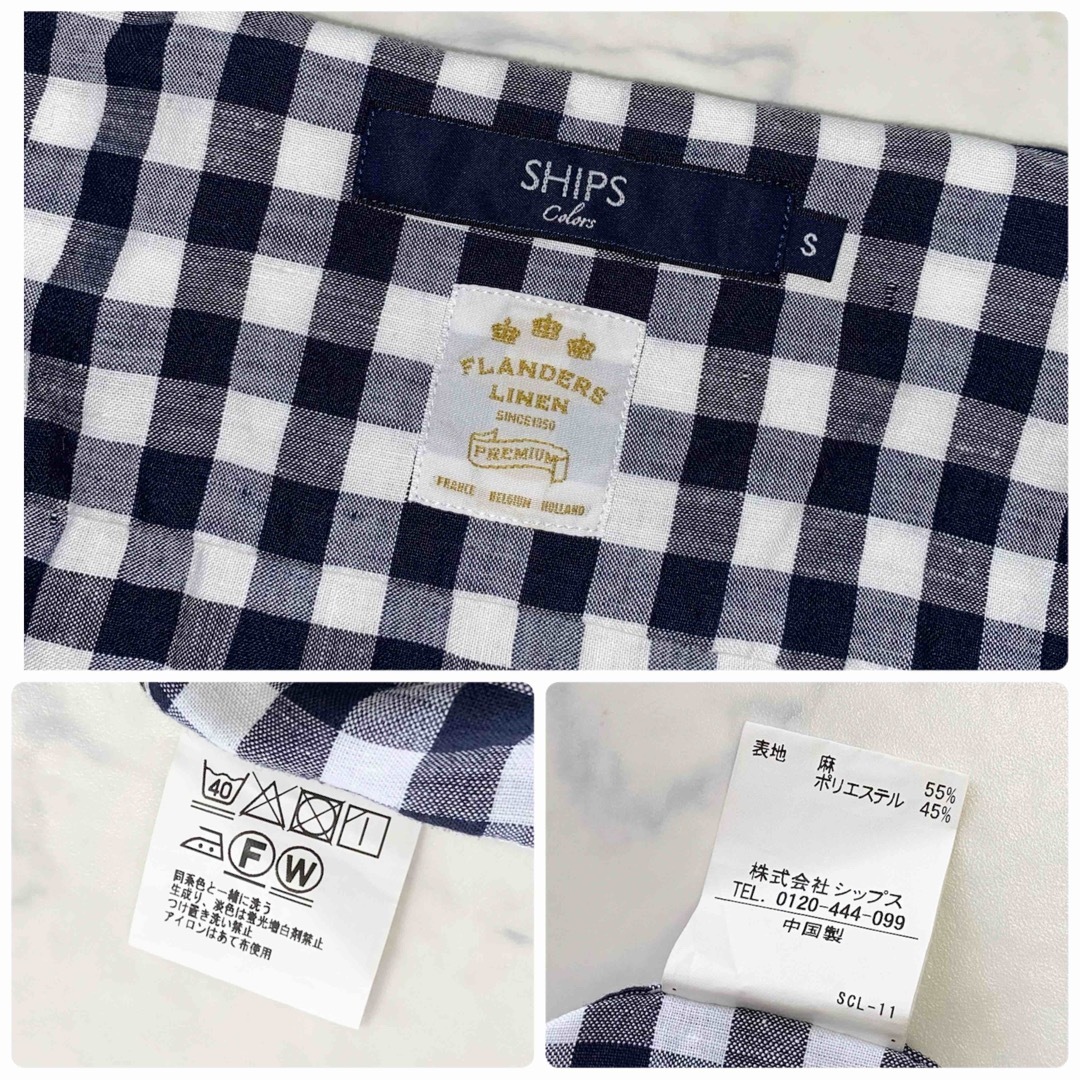 SHIPS
Colors
S
FLANDERS
LINEN
SINCE1950
PREMIUM
FRANCE BELGIUM HOLLAND
40
F W
同系色と一緒に洗う
生成り、淡色は蛍光増白剤禁止
つけ置き洗い禁止
アイロンはあて布使用
表地 麻 55%
ポリエステル 45%
株式会社 シップス
TEL. 0120-444-099
中国製
SCL-11